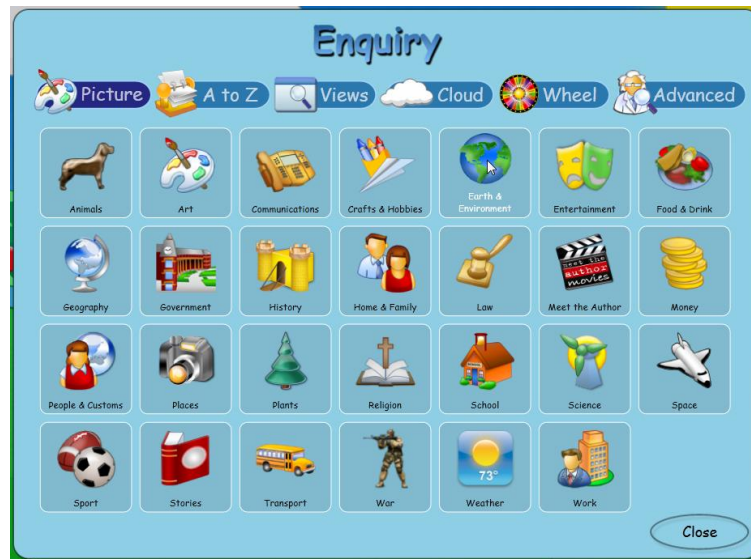 Enquiry
Picture
A to Z
Views
Cloud
Wheel
Advanced
Animals
Art
Communications
Crafts & Hobbies
Earth &
Environment
Entertainment
Food & Drink
Geography
Government
History
Home & Family
Law
meet the
author
movies
Meet the Author
Money
People & Customs
Places
Plants
Religion
School
Science
Space
Sport
Stories
Transport
War
73°
Weather
Work
Close